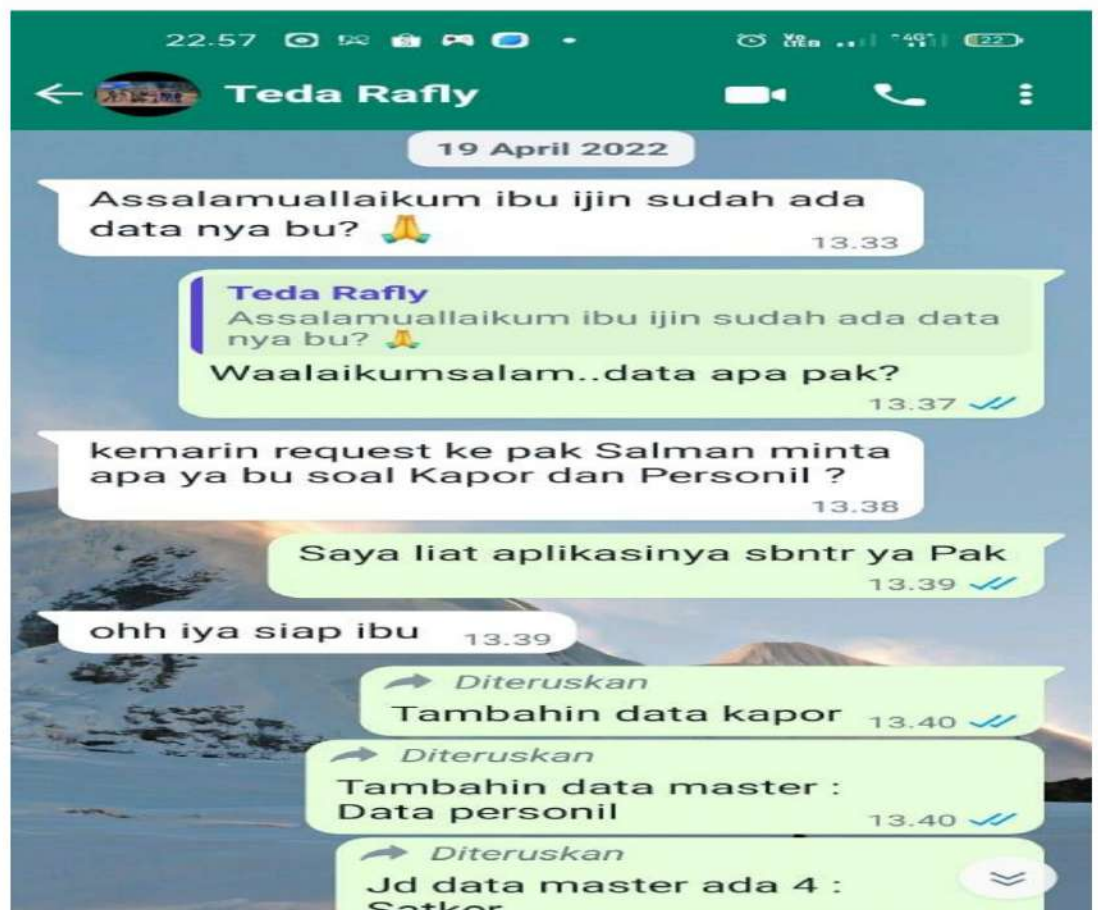 22.57
Vo
LTE
4G
22
Teda Rafly
19 April 2022
Assalamuallaikum ibu ijin sudah ada
data nya bu? 🙏
13.33
Teda Rafly
Assalamuallaikum ibu ijin sudah ada data
nya bu? 🙏
Waalaikumsalam..data apa pak?
13.37
kemarin request ke pak Salman minta
apa ya bu soal Kapor dan Personil ?
13.38
Saya liat aplikasinya sbntr ya Pak
13.39
ohh iya siap ibu 13.39
Diteruskan
Tambahin data kapor 13.40
Diteruskan
Tambahin data master :
Data personil 13.40
Diteruskan
Jd data master ada 4 :